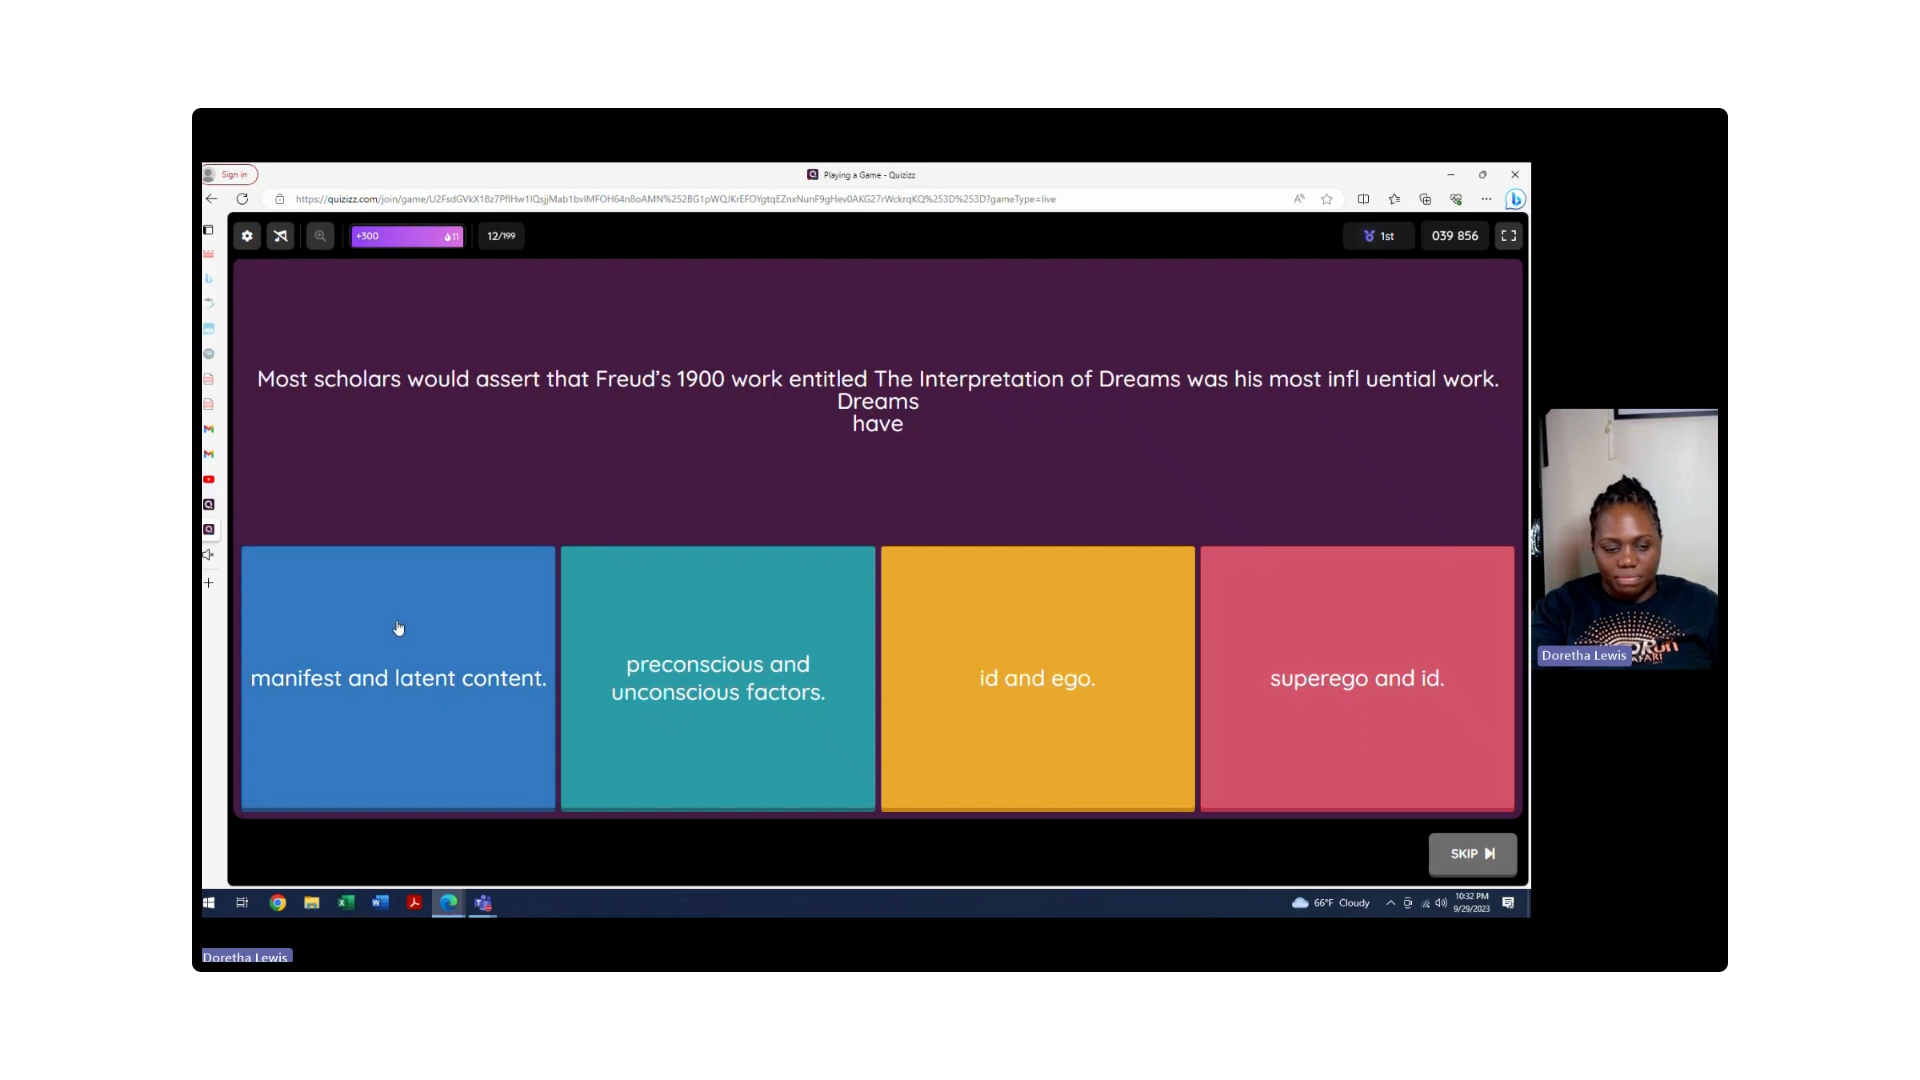 Sign in
Playing a Game - Quizizz
+300
11
12/199
1st
039 856
Most scholars would assert that Freud's 1900 work entitled The Interpretation of Dreams was his most infl uential work.
Dreams
have
manifest and latent content.
preconscious and
unconscious factors.
id and ego.
superego and id.
SKIP
Doretha Lewis
66°F Cloudy
10:32 PM
9/29/2023
Doretha Lewis